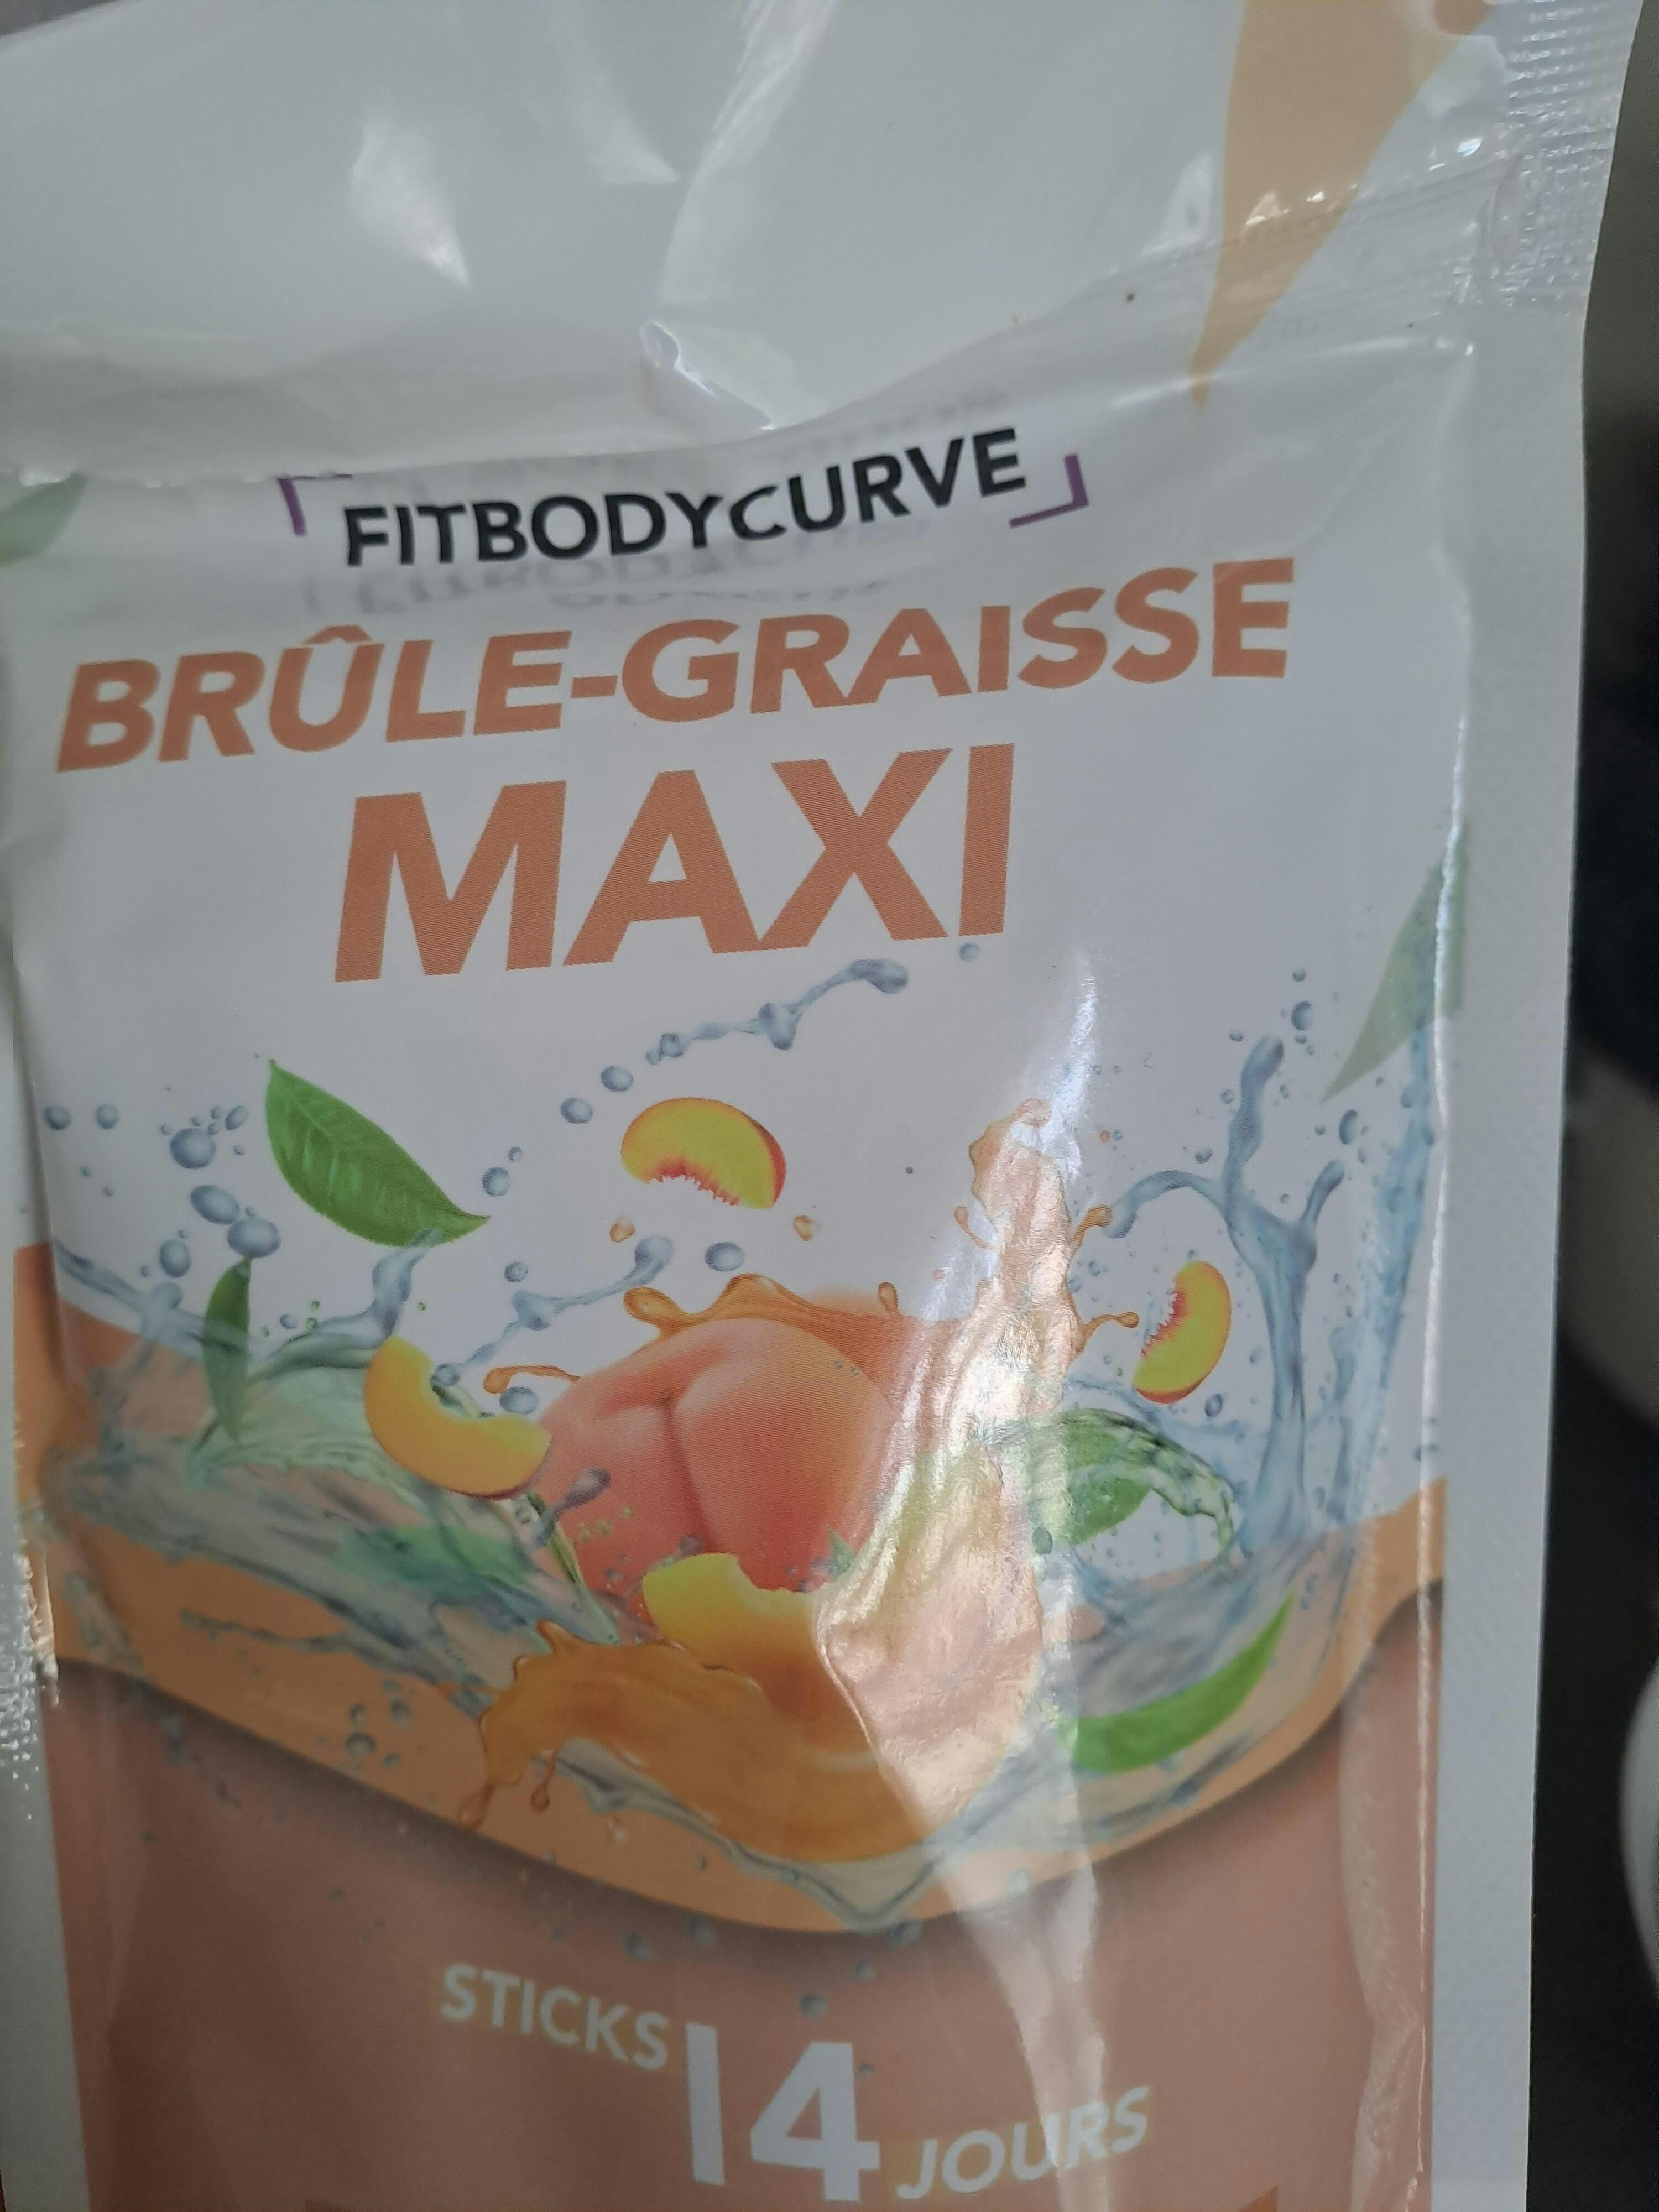 FITBODYCURVE
BRÛLE-GRAISSE
MAXI
STICKS 14 JOURS